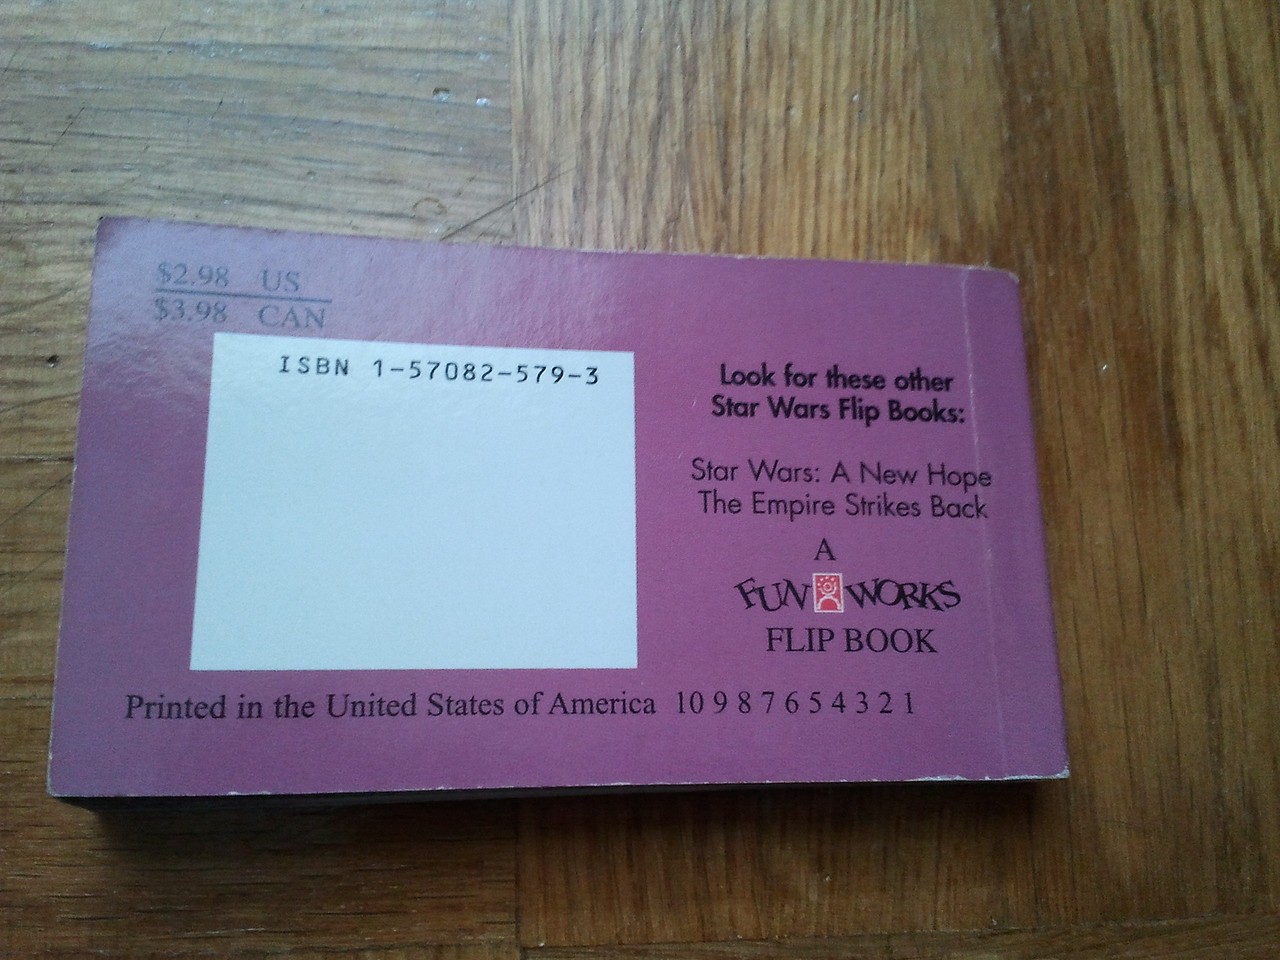 $2.98 US
$3.98 CAN
ISBN 1-57082-579-3
Look for these other
Star Wars Flip Books:
Star Wars: A New Hope
The Empire Strikes Back
A
FUN WORKS
FLIP BOOK
Printed in the United States of America 10 9 8 7 6 5 4 3 2 1